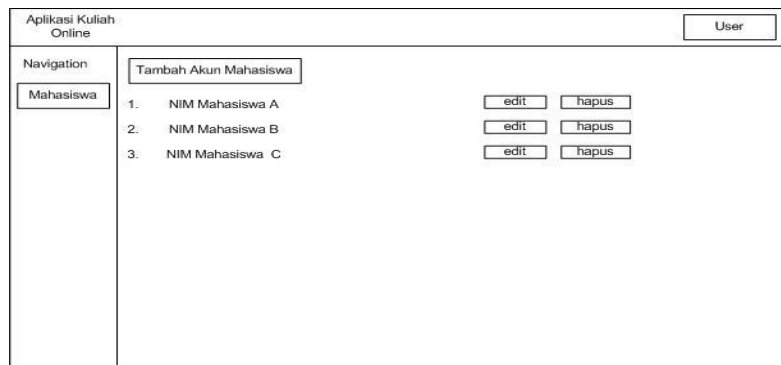 Aplikasi Kuliah
Online
User
Navigation
Mahasiswa
Tambah Akun Mahasiswa
1. NIM Mahasiswa A edit hapus
2. NIM Mahasiswa B edit hapus
3. NIM Mahasiswa C edit hapus